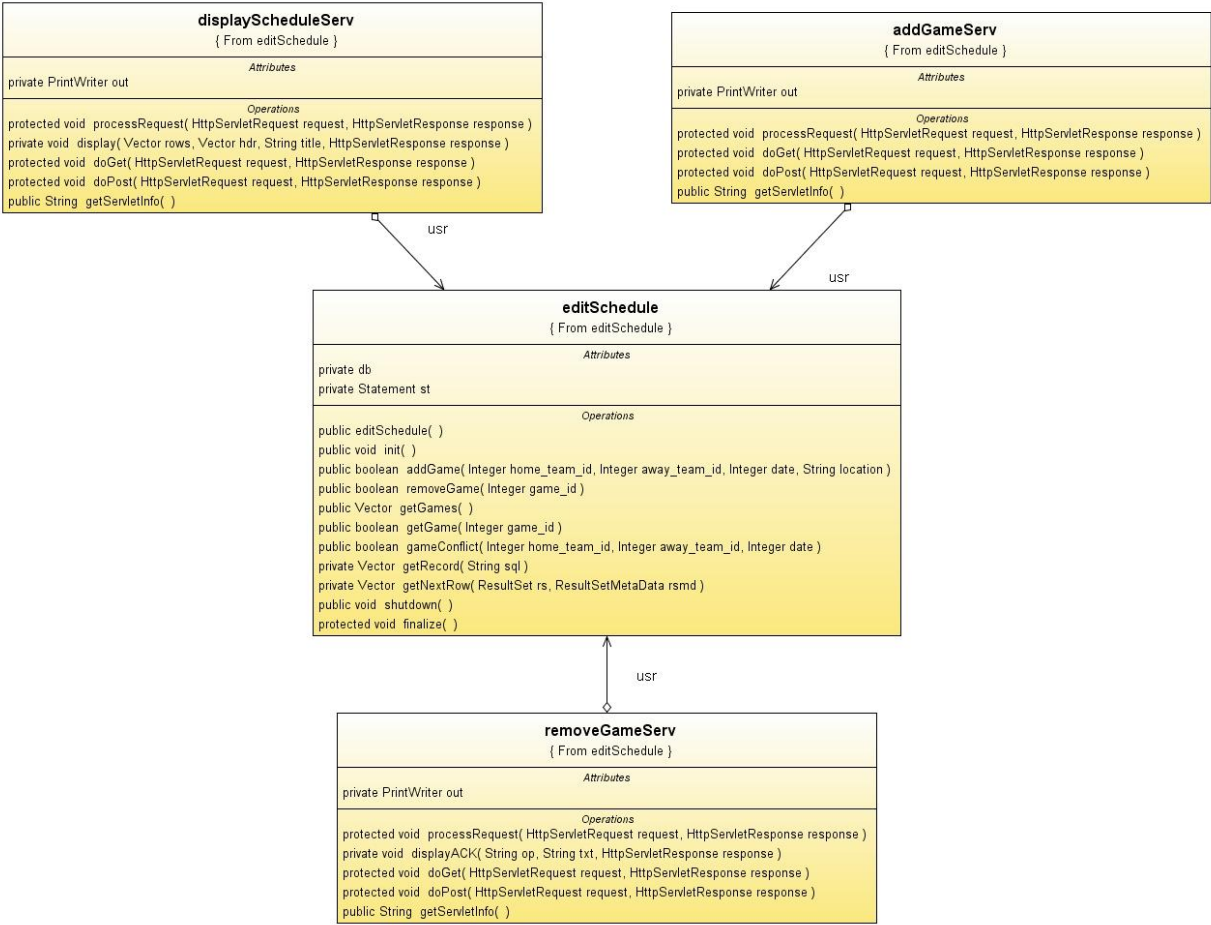 displayScheduleServ
{ From editSchedule }
Attributes
private PrintWriter out
Operations
protected void processRequest( HttpServletRequest request, HttpServletResponse response )
private void display( Vector rows, Vector hdr, String title, HttpServletResponse response )
protected void doGet( HttpServletRequest request, HttpServletResponse response )
protected void doPost( HttpServletRequest request, HttpServletResponse response )
public String getServletInfo( )
addGameServ
{ From editSchedule }
Attributes
private PrintWriter out
Operations
protected void processRequest( HttpServletRequest request, HttpServletResponse response )
protected void doGet( HttpServletRequest request, HttpServletResponse response )
protected void doPost( HttpServletRequest request, HttpServletResponse response )
public String getServletInfo( )
usr
usr
editSchedule
{ From editSchedule }
Attributes
private db
private Statement st
Operations
public editSchedule( )
public void init( )
public boolean addGame( Integer home_team_id, Integer away_team_id, Integer date, String location )
public boolean removeGame( Integer game_id )
public Vector getGames( )
public boolean getGame( Integer game_id )
public boolean gameConflict( Integer home_team_id, Integer away_team_id, Integer date )
private Vector getRecord( String sql )
private Vector getNextRow( ResultSet rs, ResultSetMetaData rsmd )
public void shutdown( )
protected void finalize( )
usr
removeGameServ
{ From editSchedule }
Attributes
private PrintWriter out
Operations
protected void processRequest( HttpServletRequest request, HttpServletResponse response )
private void displayACK( String op, String txt, HttpServletResponse response )
protected void doGet( HttpServletRequest request, HttpServletResponse response )
protected void doPost( HttpServletRequest request, HttpServletResponse response )
public String getServletInfo( )